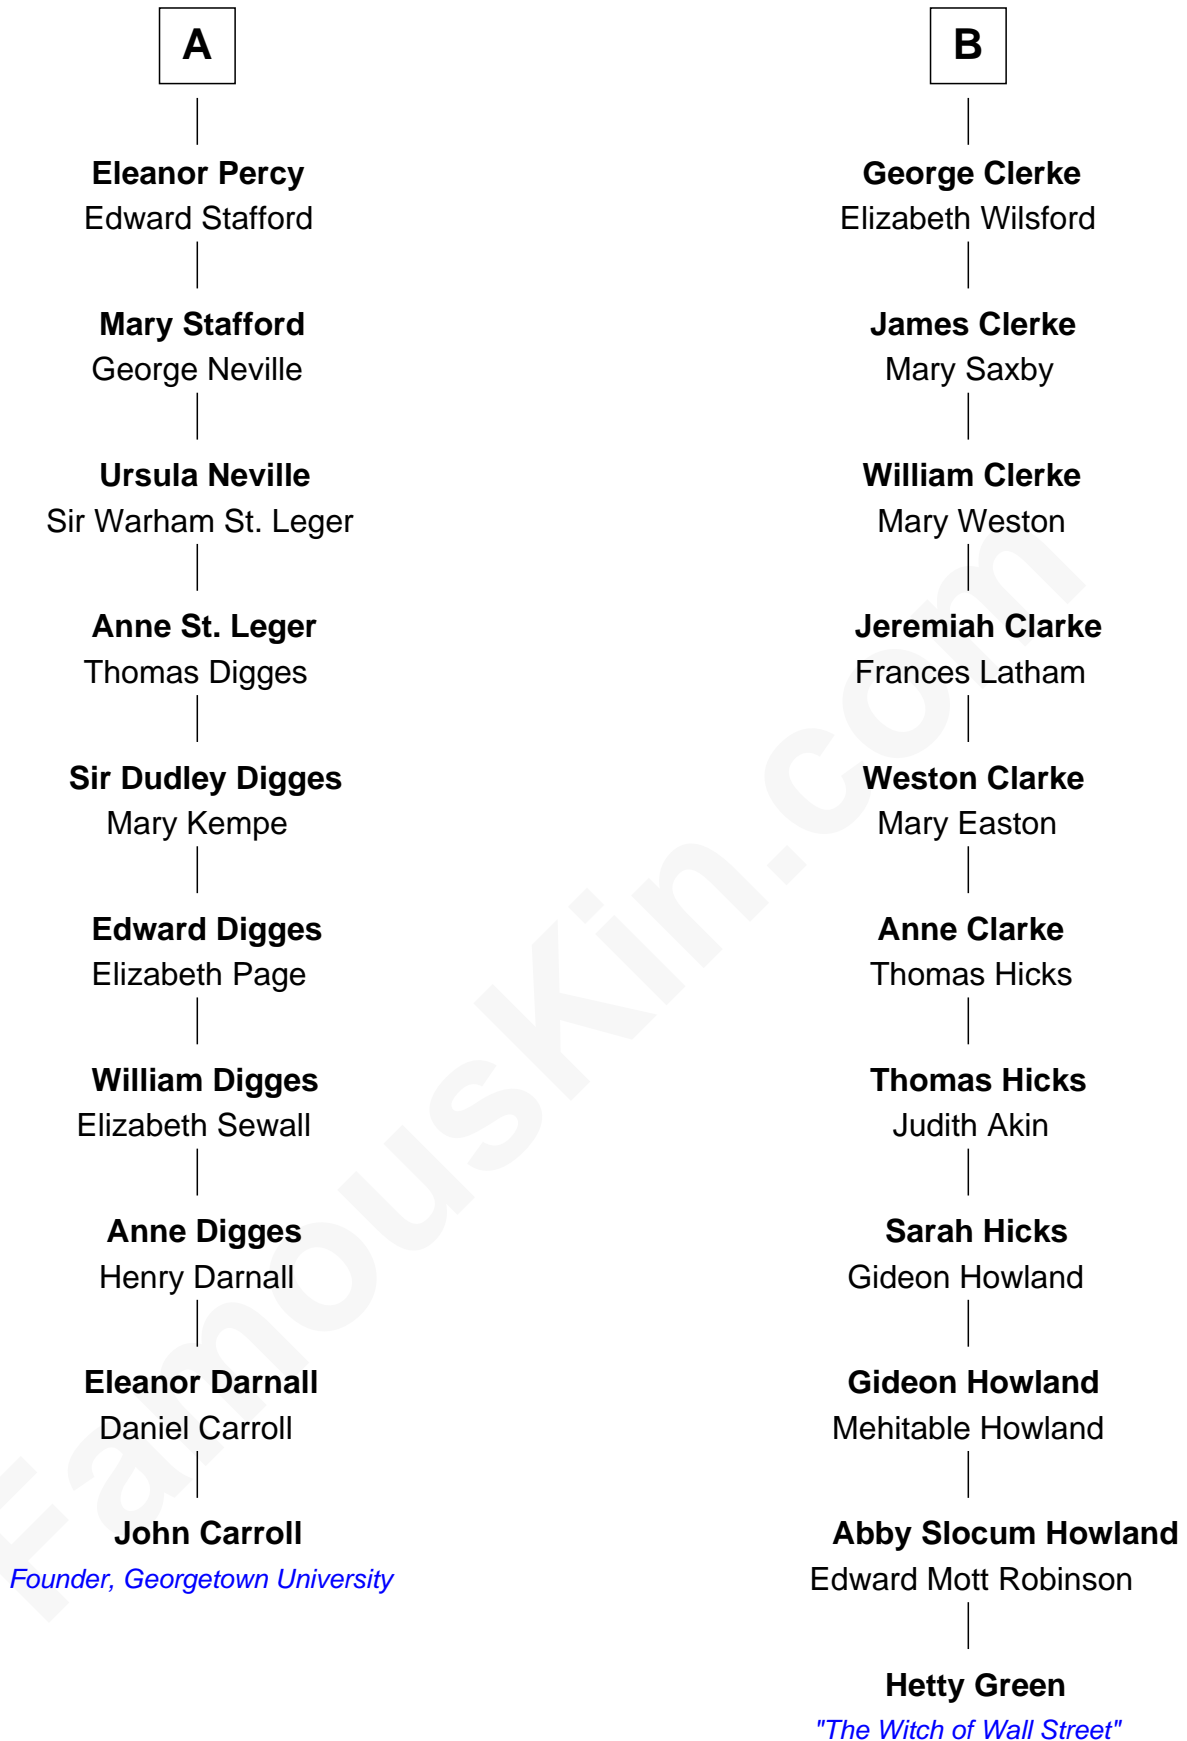 A
Eleanor Percy
Edward Stafford
Mary Stafford
George Neville
Ursula Neville
Sir Warham St. Leger
Anne St. Leger
Thomas Digges
Sir Dudley Digges
Mary Kempe
Edward Digges
Elizabeth Page
William Digges
Elizabeth Sewall
Anne Digges
Henry Darnall
Eleanor Darnall
Daniel Carroll
John Carroll
Founder, Georgetown University
B
George Clerke
Elizabeth Wilsford
James Clerke
Mary Saxby
William Clerke
Mary Weston
Jeremiah Clarke
Frances Latham
Weston Clarke
Mary Easton
Anne Clarke
Thomas Hicks
Thomas Hicks
Judith Akin
Sarah Hicks
Gideon Howland
Gideon Howland
Mehitable Howland
Abby Slocum Howland
Edward Mott Robinson
Hetty Green
"The Witch of Wall Street"
FamousKin.com